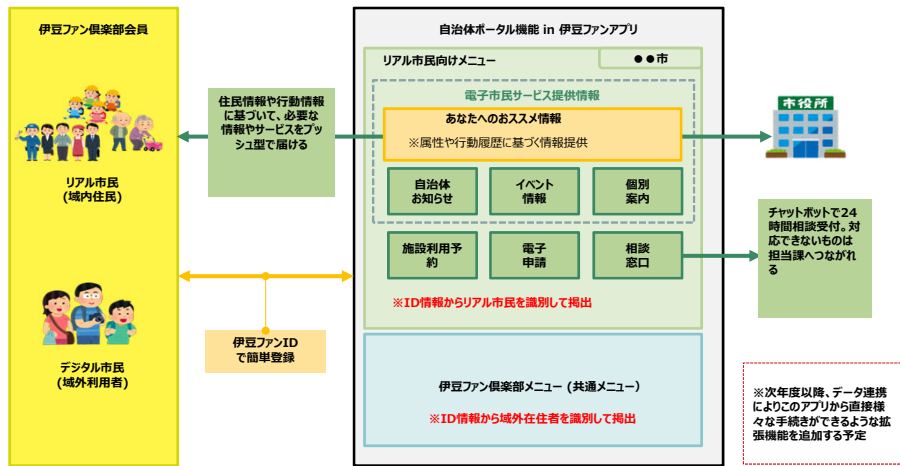 伊豆ファン倶楽部会員
リアル市民
(域内住民)
デジタル市民
(域外利用者)
住民情報や行動情報
に基づいて、必要な
情報やサービスをプッ
シュ型で届ける
伊豆ファンID
で簡単登録
自治体ポータル機能 in 伊豆ファンアプリ
リアル市民向けメニュー
●●市
電子市民サービス提供情報
あなたへのおススメ情報
※属性や行動履歴に基づく情報提供
自治体
お知らせ
イベント
情報
個別
案内
施設利用予
約
電子
申請
相談
窓口
※ID情報からリアル市民を識別して掲出
伊豆ファン倶楽部メニュー (共通メニュー)
※ID情報から域外在住者を識別して掲出
市役所
チャットボットで24
時間相談受付。対
応できないものは
担当課へつながれ
る
※次年度以降、データ連携
によりこのアプリから直接様
々な手続きができるような拡
張機能を追加する予定